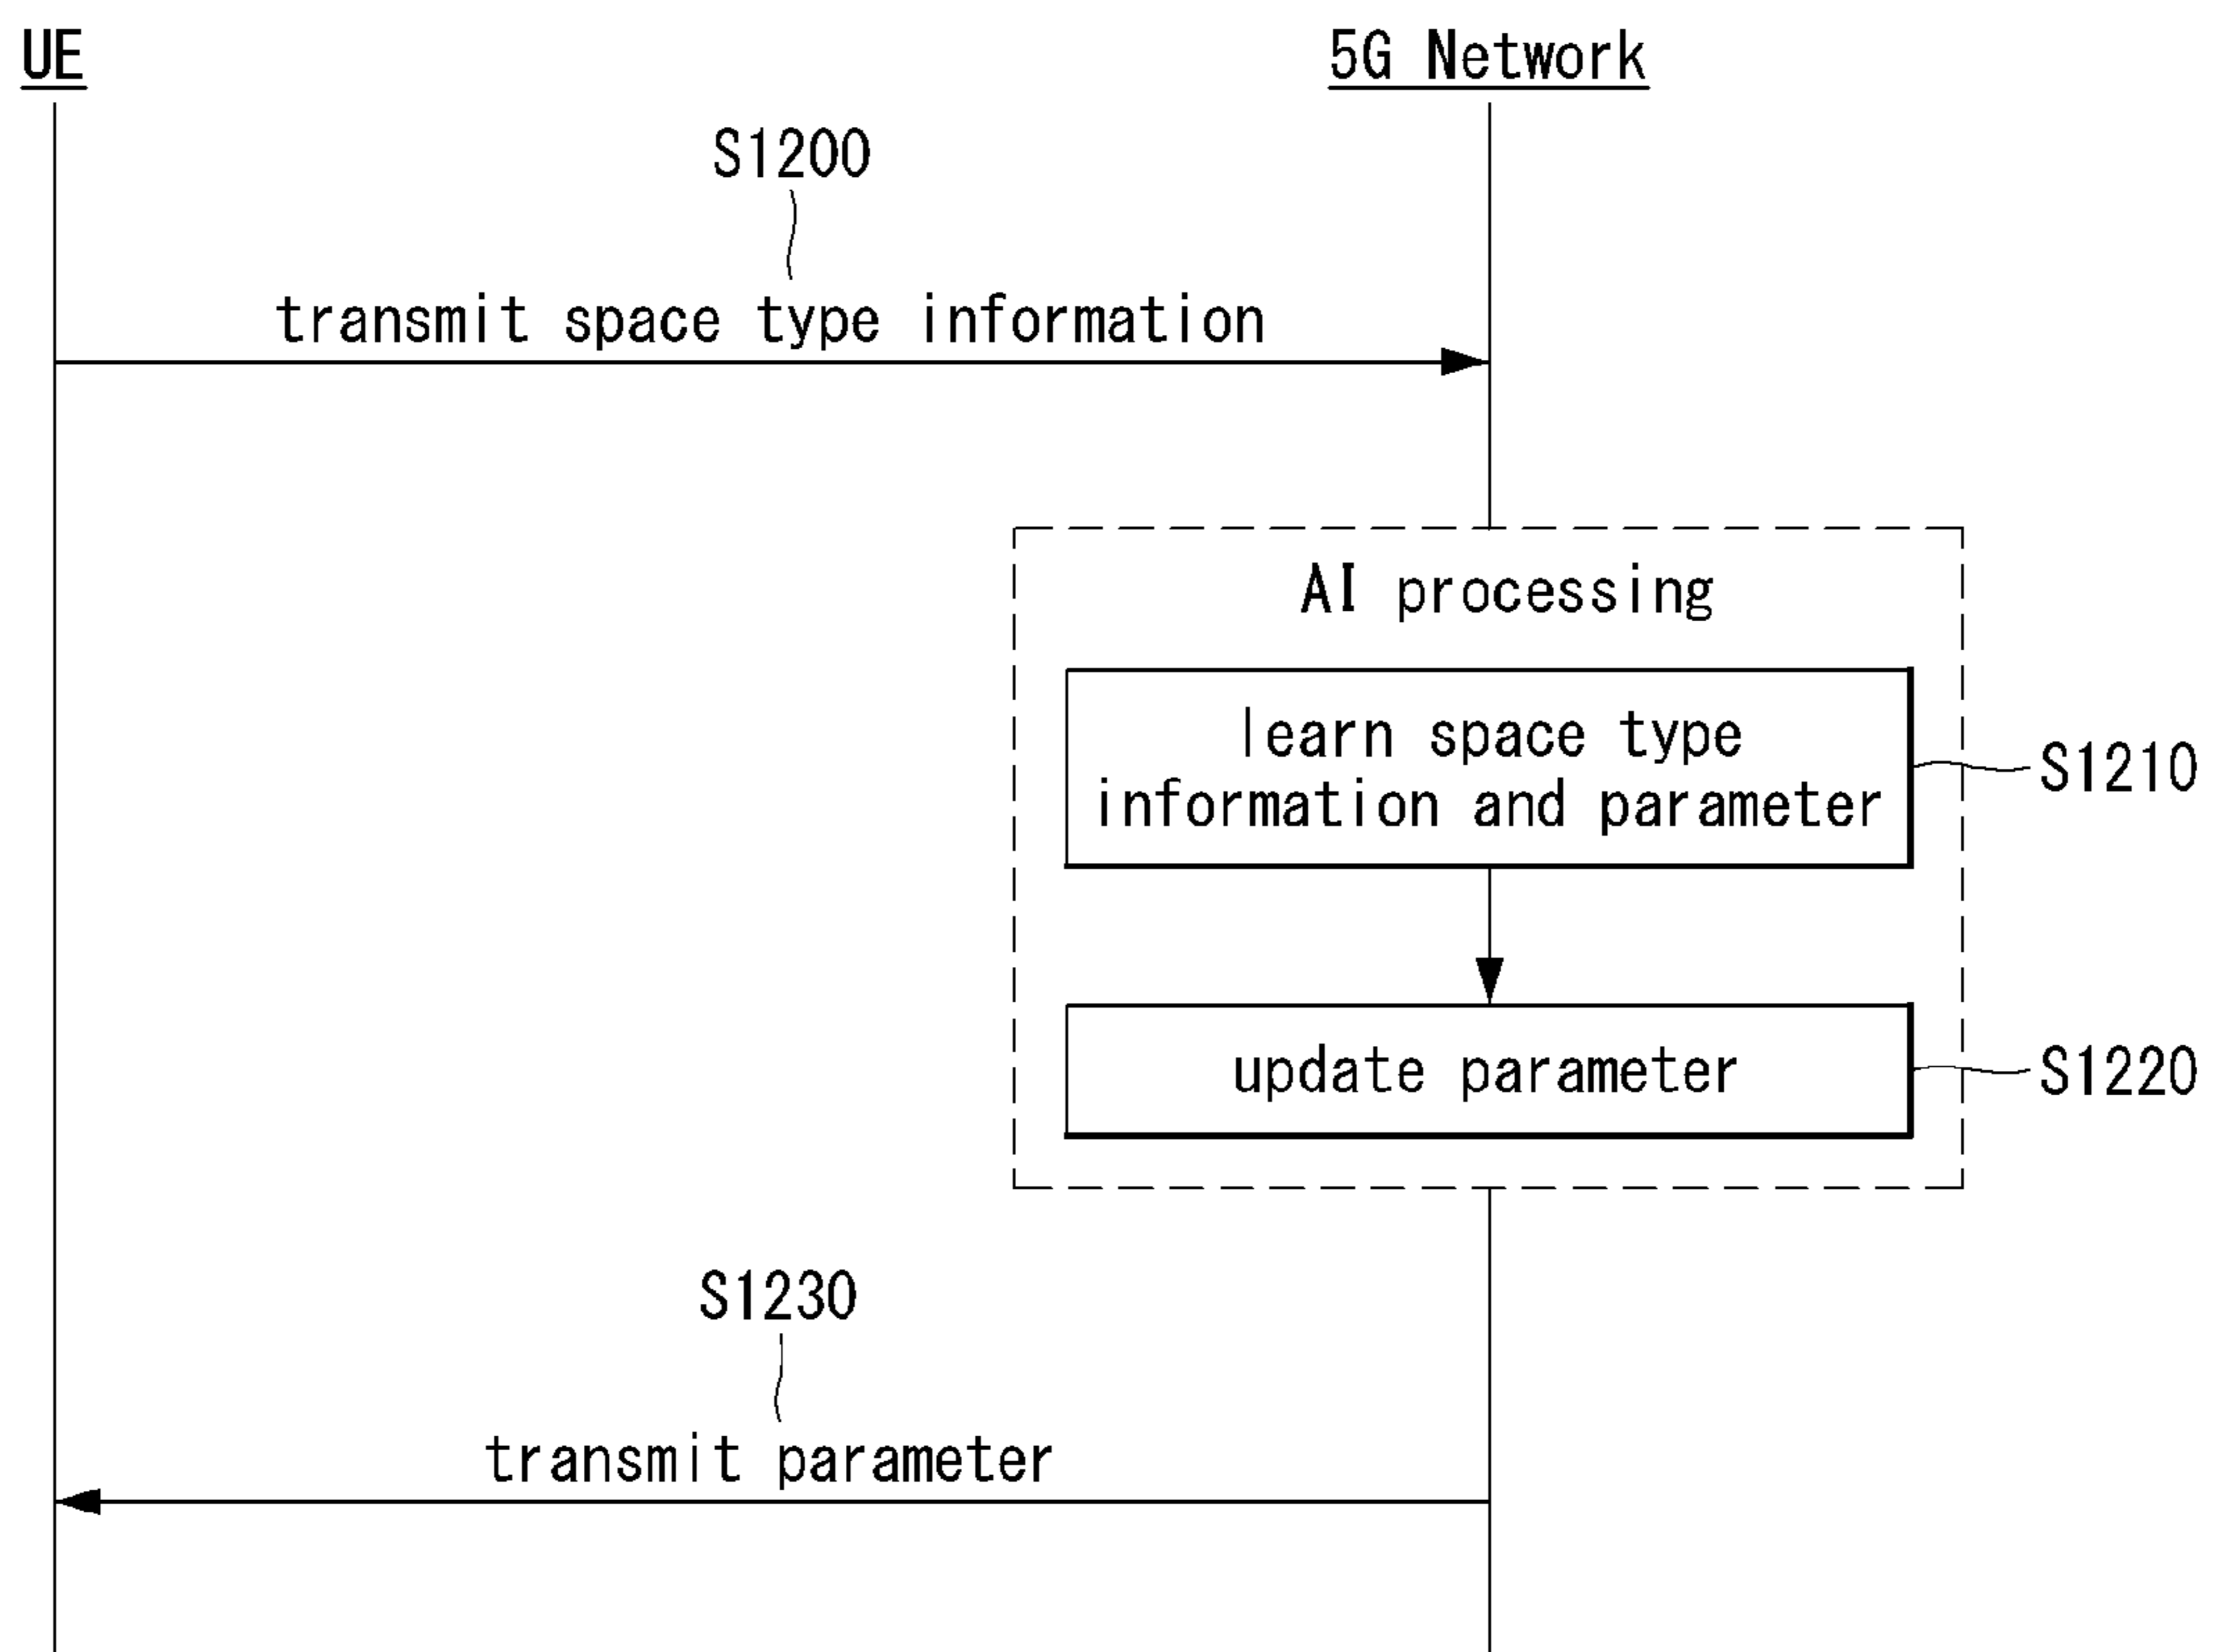 UE
5G Network
S1200
transmit space type information
AI processing
learn space type
information and parameter
S1210
update parameter
S1220
S1230
transmit parameter